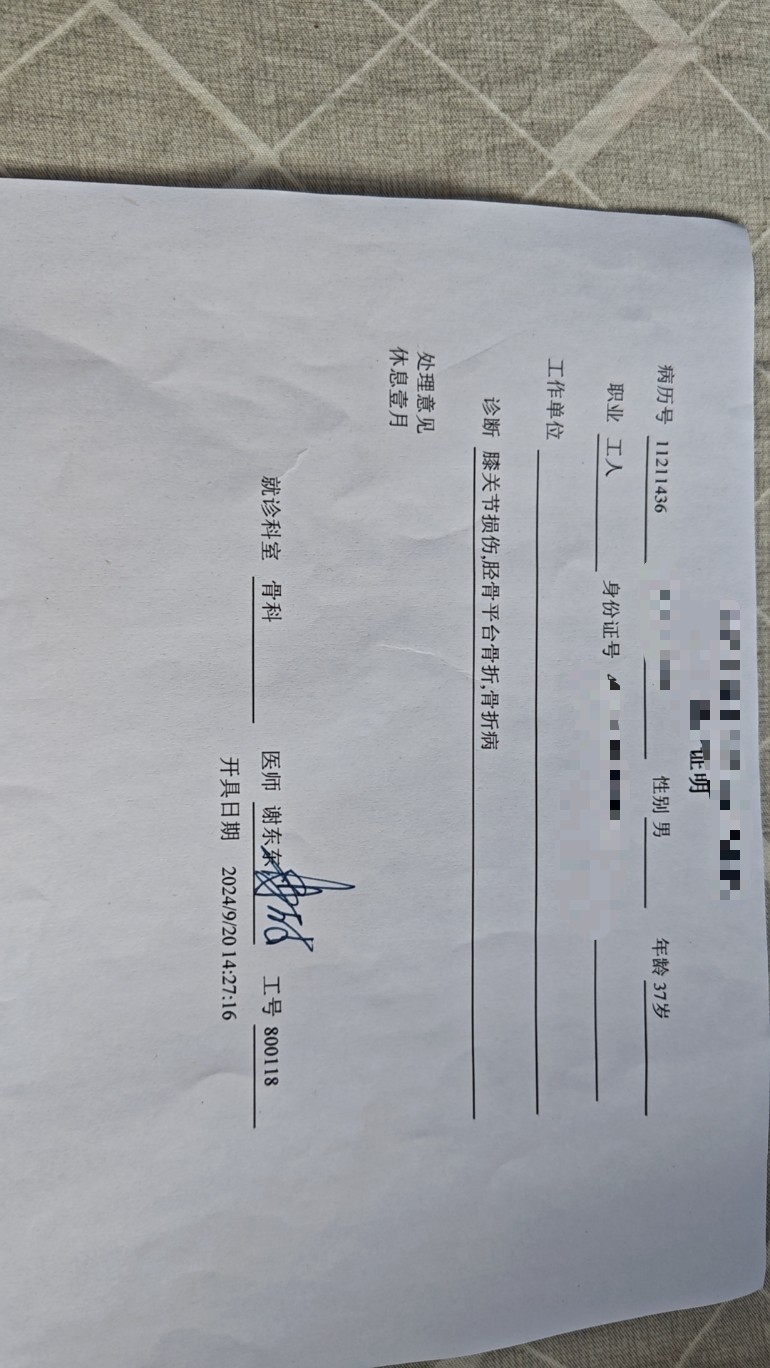 证明
病历号 11211436 性别 男 年龄 37岁
职业 工人 身份证号
工作单位
诊断 膝关节损伤,胫骨平台骨折,骨折病
处理意见
休息壹月
就诊科室 骨科 医师 谢东东 工号 800118
开具日期 2024/9/20 14:27:16